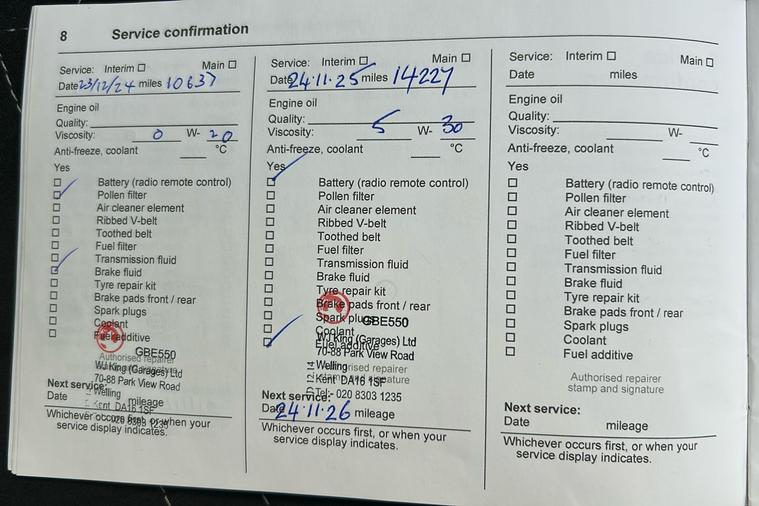 8 Service confirmation
Service: Interim ☐ Main ☐
Date 23/12/24 miles 10637
Engine oil
Quality:
Viscosity: 0 W- 20
Anti-freeze, coolant °C
Yes
Battery (radio remote control)
Pollen filter
Air cleaner element
Ribbed V-belt
Toothed belt
Fuel filter
Transmission fluid
Brake fluid
Tyre repair kit
Brake pads front / rear
Spark plugs
Coolant
Fuel additive
GBE550
Authorised repairer
WJ King (Garages) Ltd
70-88 Park View Road
Next service:
Welling
Date mileage
Kent DA16 1SF
020 8303 1235
Whichever occurs first, or when your
service display indicates.
Service: Interim ☐ Main ☐
Date 24.11.25 miles 14227
Engine oil
Quality:
Viscosity: 5 W- 30
Anti-freeze, coolant °C
Yes
Battery (radio remote control)
Pollen filter
Air cleaner element
Ribbed V-belt
Toothed belt
Fuel filter
Transmission fluid
Brake fluid
Tyre repair kit
Brake pads front / rear
Spark plugs
GBE550
Coolant
WJ King (Garages) Ltd
Fuel additive
70-88 Park View Road
Welling
Kent DA16 1SF
Tel:- 020 8303 1235
Next service:
Date 24.11.26 mileage
Whichever occurs first, or when your
service display indicates.
Service: Interim ☐ Main ☐
Date miles
Engine oil
Quality:
Viscosity: W-
Anti-freeze, coolant °C
Yes
Battery (radio remote control)
Pollen filter
Air cleaner element
Ribbed V-belt
Toothed belt
Fuel filter
Transmission fluid
Brake fluid
Tyre repair kit
Brake pads front / rear
Spark plugs
Coolant
Fuel additive
Authorised repairer
stamp and signature
Next service:
Date mileage
Whichever occurs first, or when your
service display indicates.